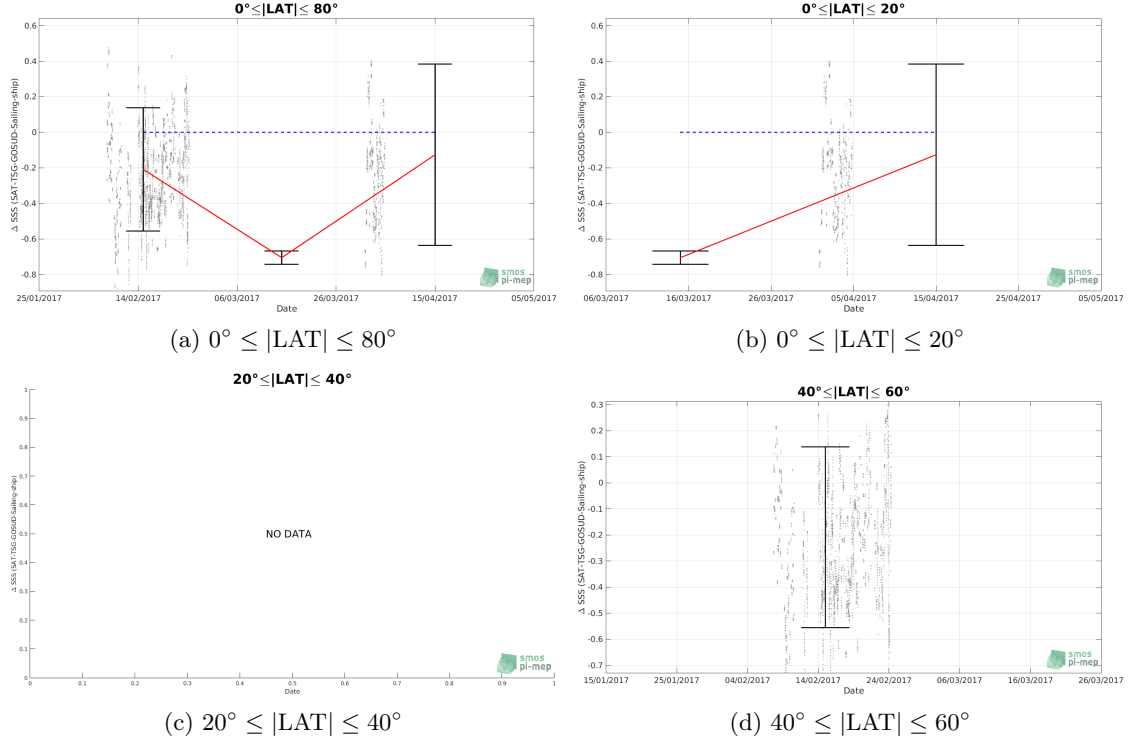 0°≤|LAT|≤ 80°
Δ SSS (SAT-TSG-GOSUD-Sailing-ship)
0.4
0.2
0
-0.2
-0.4
-0.6
-0.8
25/01/2017 14/02/2017 06/03/2017 26/03/2017 15/04/2017 05/05/2017
Date
smos
pi-mep
(a) 0° ≤ |LAT| ≤ 80°
0°≤|LAT|≤ 20°
Δ SSS (SAT-TSG-GOSUD-Sailing-ship)
0.6
0.4
0.2
0
-0.2
-0.4
-0.6
-0.8
06/03/2017 16/03/2017 26/03/2017 05/04/2017 15/04/2017 25/04/2017 05/05/2017
Date
smos
pi-mep
(b) 0° ≤ |LAT| ≤ 20°
20°≤|LAT|≤ 40°
Δ SSS (SAT-TSG-GOSUD-Sailing-ship)
1
0.9
0.8
0.7
0.6
0.5
0.4
0.3
0.2
0.1
0
NO DATA
0 0.1 0.2 0.3 0.4 0.5 0.6 0.7 0.8 0.9 1
Date
smos
pi-mep
(c) 20° ≤ |LAT| ≤ 40°
40°≤|LAT|≤ 60°
Δ SSS (SAT-TSG-GOSUD-Sailing-ship)
0.3
0.2
0.1
0
-0.1
-0.2
-0.3
-0.4
-0.5
-0.6
-0.7
15/01/2017 25/01/2017 04/02/2017 14/02/2017 24/02/2017 06/03/2017 16/03/2017 26/03/2017
Date
smos
pi-mep
(d) 40° ≤ |LAT| ≤ 60°